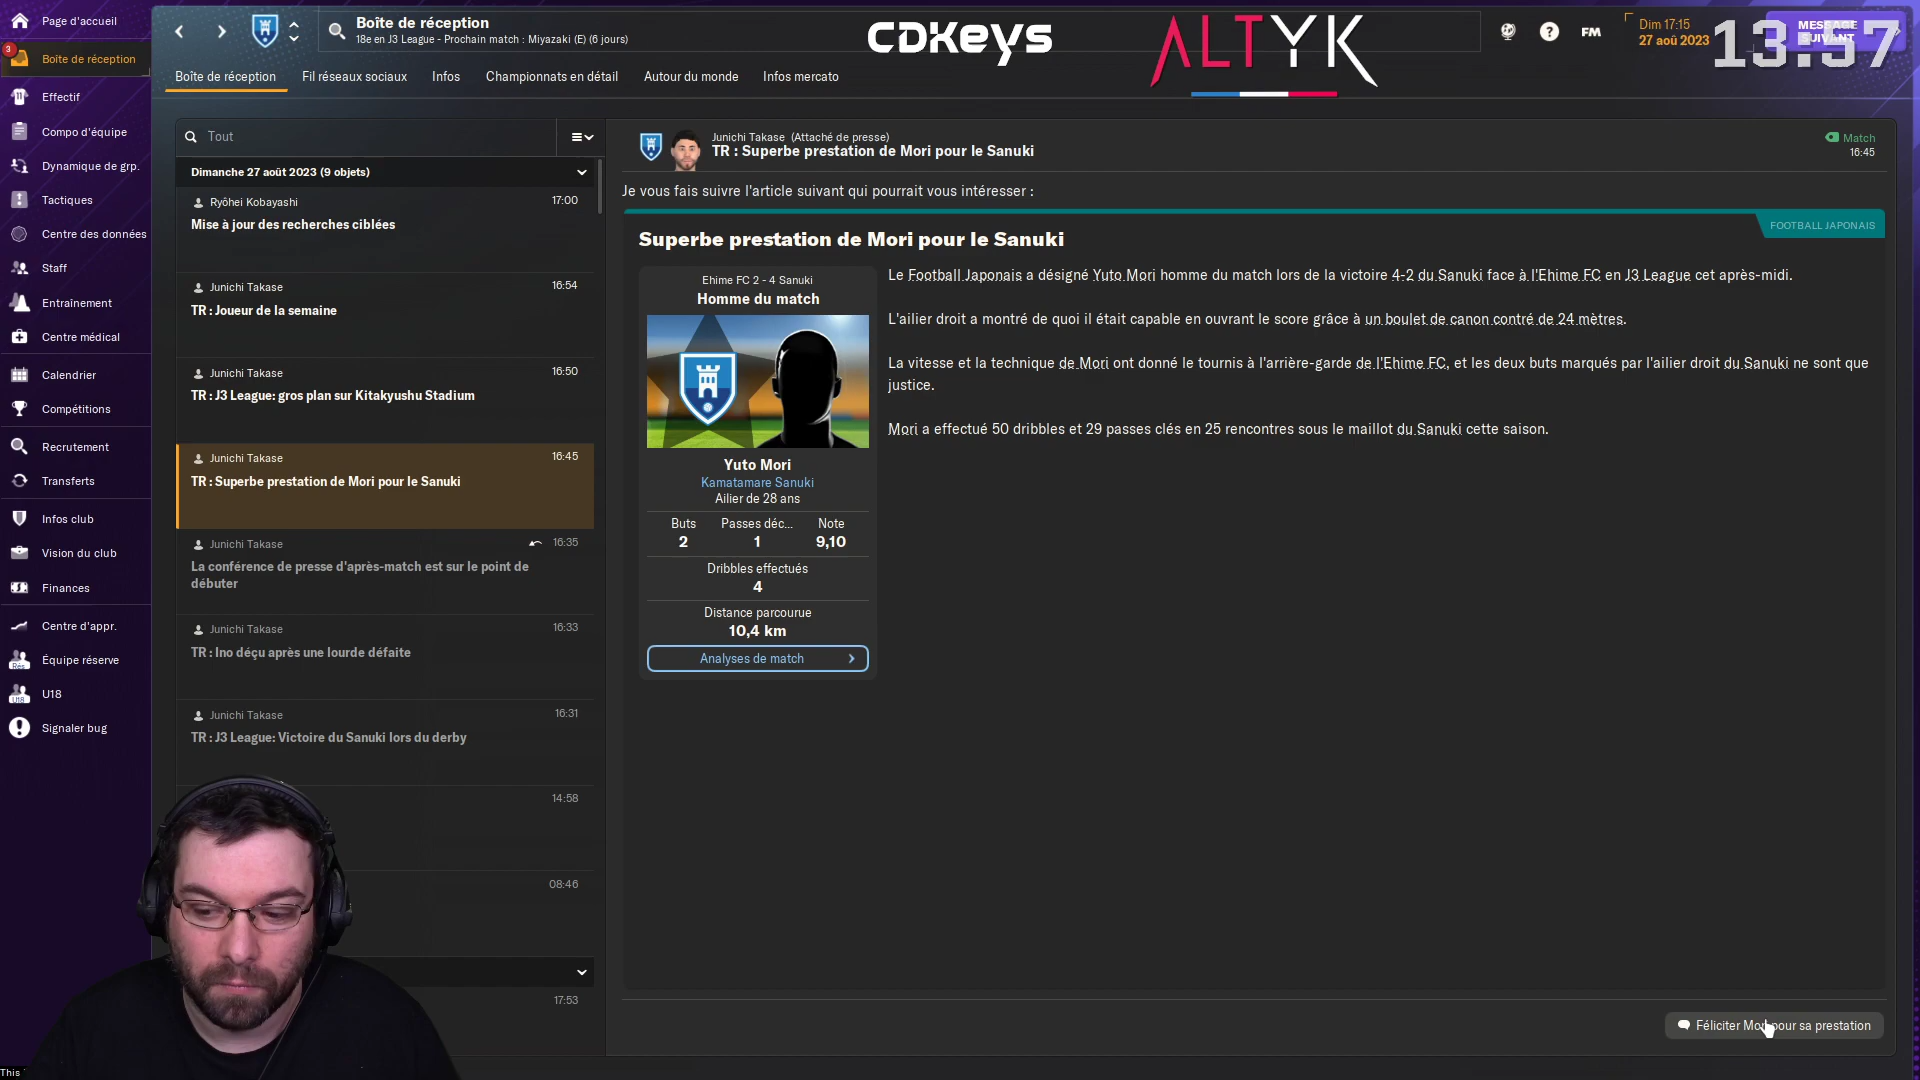 Page d'accueil
3
Boîte de réception
Effectif
Compo d'équipe
Dynamique de grp.
Tactiques
Centre des données
Staff
Entraînement
Centre médical
Calendrier
Compétitions
Recrutement
Transferts
Infos club
Vision du club
Finances
Centre d'appr.
Rés
Équipe réserve
U18
U18
Signaler bug
Boîte de réception
18e en J3 League - Prochain match : Miyazaki (E) (6 jours)
CDKeys
ALTYK
FM
Dim 17:15
27 août 2023
MESSAGE
SUIVANT
13:57
Boîte de réception
Fil réseaux sociaux
Infos
Championnats en détail
Autour du monde
Infos mercato
Tout
Dimanche 27 août 2023 (9 objets)
Ryôhei Kobayashi
17:00
Mise à jour des recherches ciblées
Junichi Takase
16:54
TR : Joueur de la semaine
Junichi Takase
16:50
TR : J3 League: gros plan sur Kitakyushu Stadium
Junichi Takase
16:45
TR : Superbe prestation de Mori pour le Sanuki
Junichi Takase
16:35
La conférence de presse d'après-match est sur le point de
débuter
Junichi Takase
16:33
TR : Ino déçu après une lourde défaite
Junichi Takase
16:31
TR : J3 League: Victoire du Sanuki lors du derby
14:58
08:46
17:53
Junichi Takase (Attaché de presse)
TR : Superbe prestation de Mori pour le Sanuki
Match
16:45
Je vous fais suivre l'article suivant qui pourrait vous intéresser :
FOOTBALL JAPONAIS
Superbe prestation de Mori pour le Sanuki
Ehime FC 2 - 4 Sanuki
Homme du match
Yuto Mori
Kamatamare Sanuki
Ailier de 28 ans
Buts
Passes déc...
Note
2
1
9,10
Dribbles effectués
4
Distance parcourue
10,4 km
Analyses de match
Le Football Japonais a désigné Yuto Mori homme du match lors de la victoire 4-2 du Sanuki face à l'Ehime FC en J3 League cet après-midi.
L'ailier droit a montré de quoi il était capable en ouvrant le score grâce à un boulet de canon contré de 24 mètres.
La vitesse et la technique de Mori ont donné le tournis à l'arrière-garde de l'Ehime FC, et les deux buts marqués par l'ailier droit du Sanuki ne sont que
justice.
Mori a effectué 50 dribbles et 29 passes clés en 25 rencontres sous le maillot du Sanuki cette saison.
Féliciter Mori pour sa prestation
This